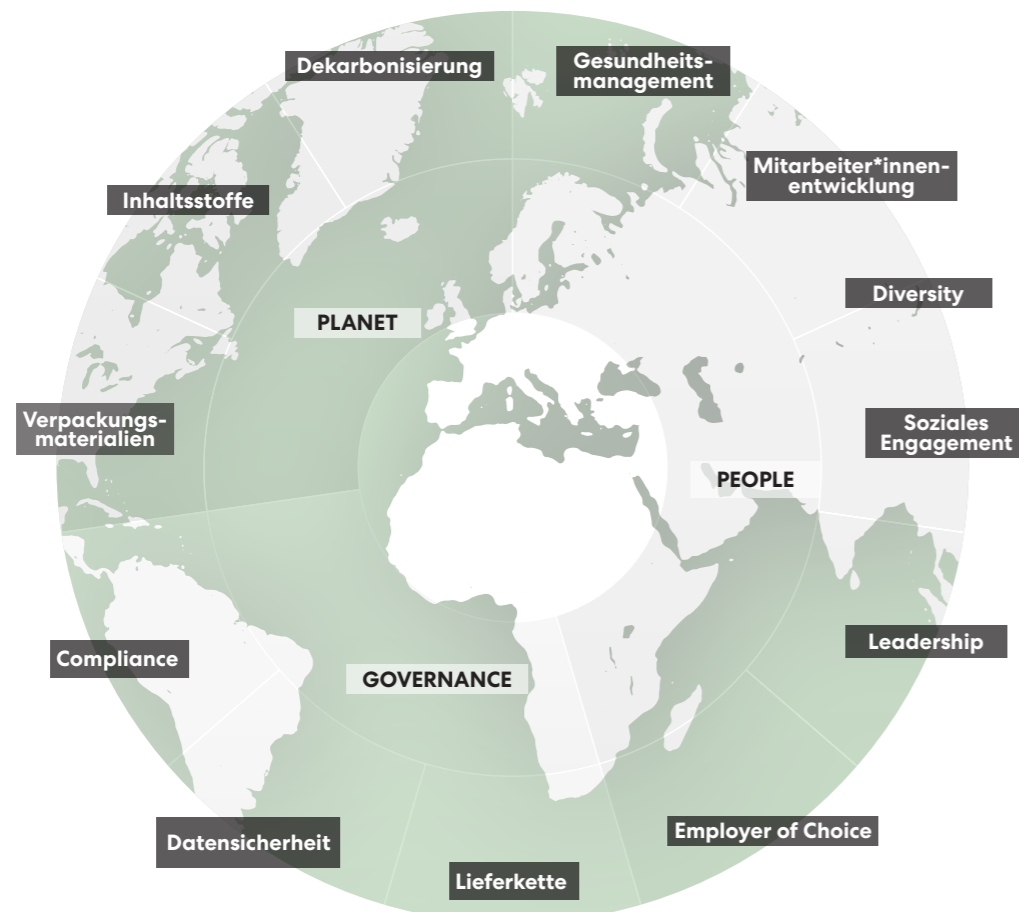 Dekarbonisierung
Gesundheits-
management
Mitarbeiter*innen-
entwicklung
Inhaltsstoffe
Diversity
PLANET
Verpackungs-
materialien
Soziales
Engagement
PEOPLE
Leadership
Compliance
GOVERNANCE
Employer of Choice
Datensicherheit
Lieferkette